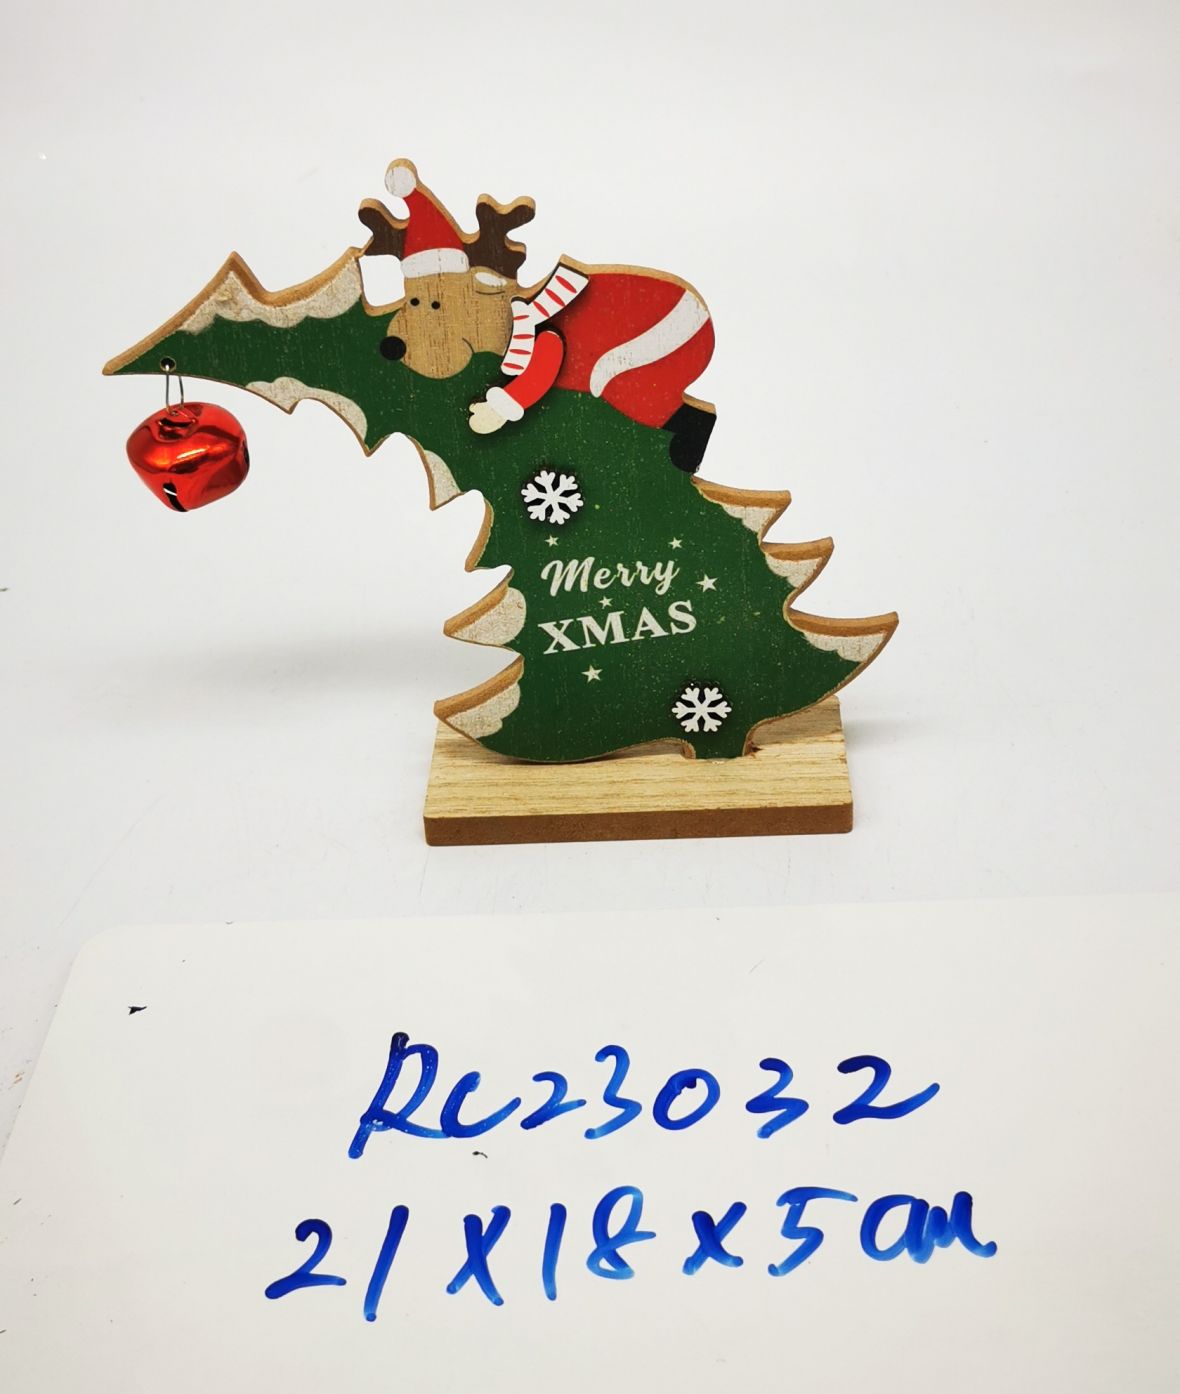 Merry
XMAS
RC23032
21X18X5cm